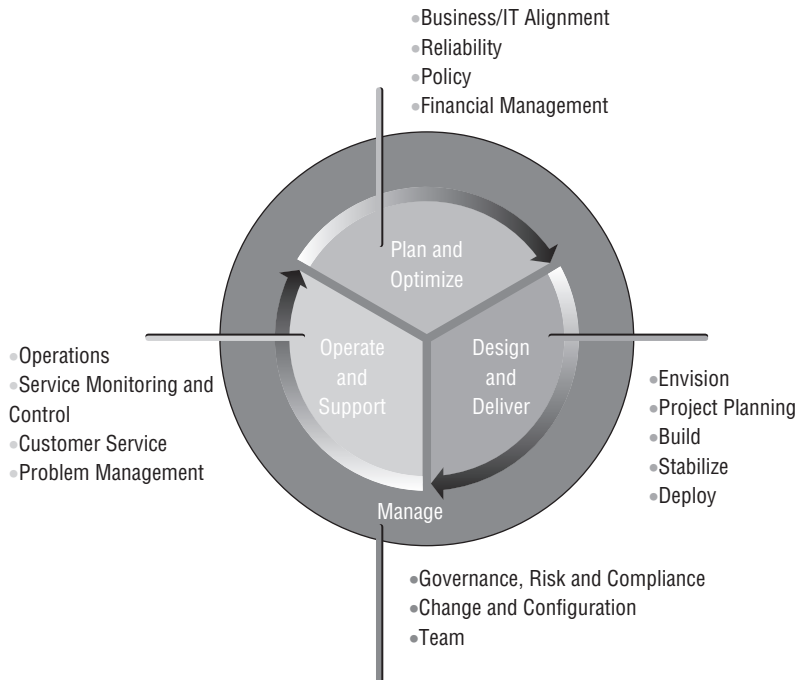 •Business/IT Alignment
•Reliability
•Policy
•Financial Management
Plan and
Optimize
Operate
and
Support
Design
and
Deliver
•Operations
•Service Monitoring and
Control
•Customer Service
•Problem Management
•Envision
•Project Planning
•Build
•Stabilize
•Deploy
Manage
•Governance, Risk and Compliance
•Change and Configuration
•Team